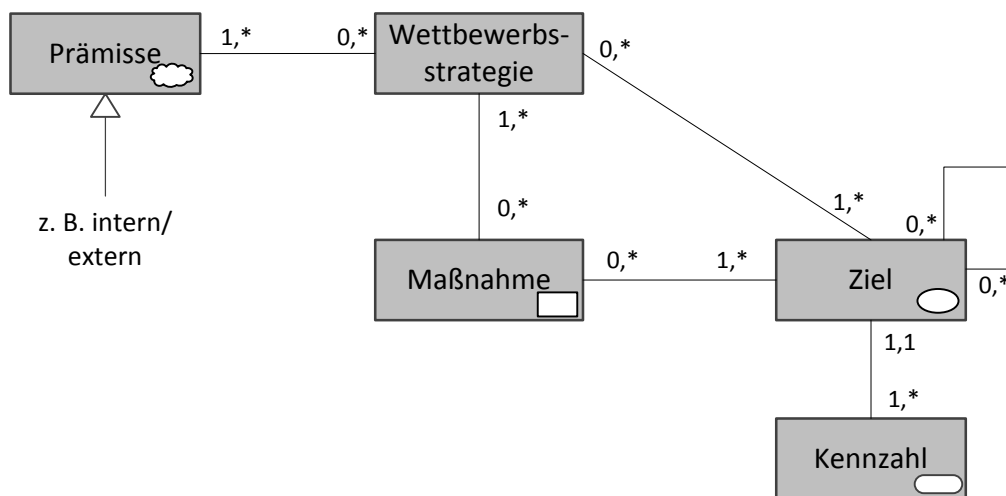 Prämisse
1,*
0,*
Wettbewerbs-
strategie
0,*
1,*
z. B. intern/
extern
0,*
1,*
0,*
Maßnahme
0,*
1,*
Ziel
0,*
1,1
1,*
Kennzahl